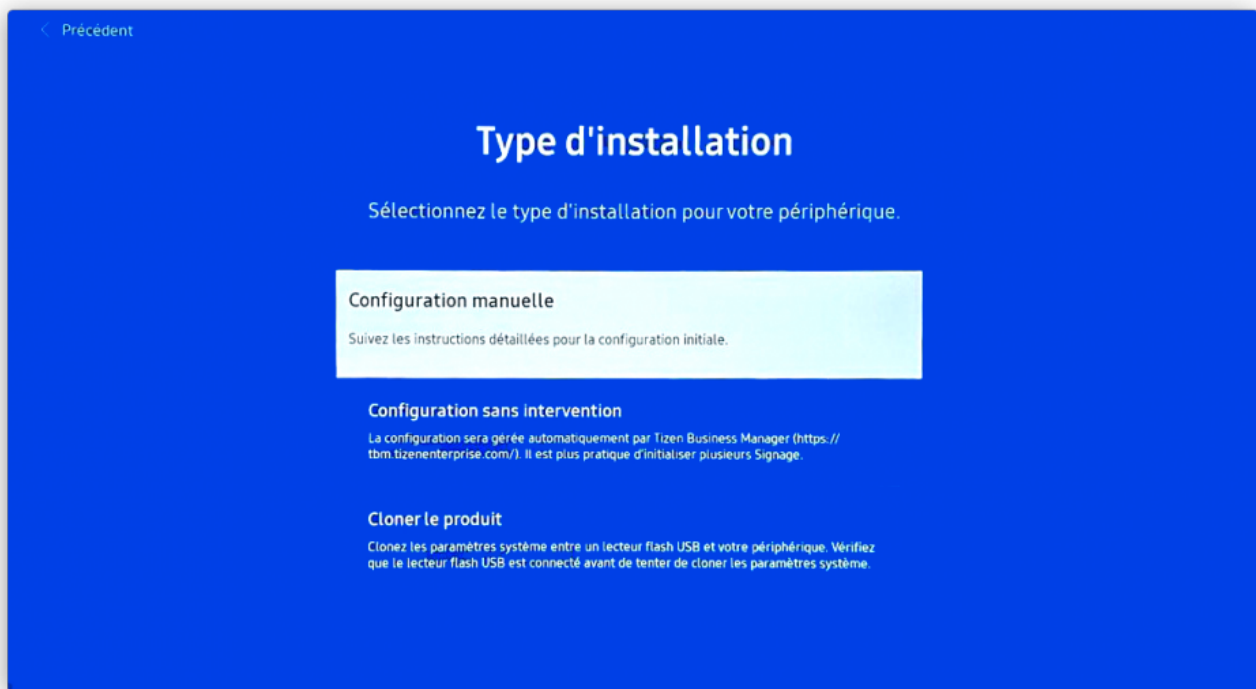 Précédent
Type d'installation
Sélectionnez le type d'installation pour votre périphérique.
Configuration manuelle
Suivez les instructions détaillées pour la configuration initiale.
Configuration sans intervention
La configuration sera gérée automatiquement par Tizen Business Manager (https://
tbm.tizenenterprise.com/). Il est plus pratique d'initialiser plusieurs Signage.
Cloner le produit
Clonez les paramètres système entre un lecteur flash USB et votre périphérique. Vérifiez
que le lecteur flash USB est connecté avant de tenter de cloner les paramètres système.